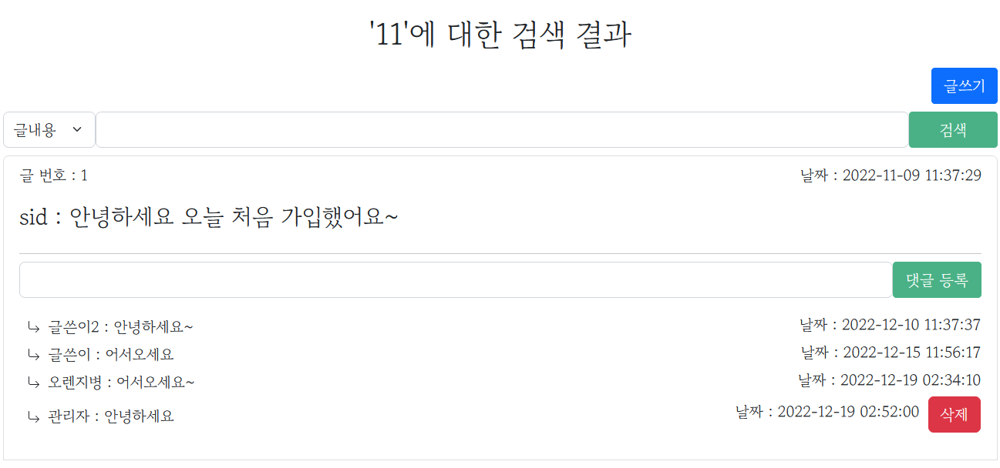 '11'에 대한 검색 결과
글쓰기
글내용 검색
글 번호 : 1 날짜 : 2022-11-09 11:37:29
sid : 안녕하세요 오늘 처음 가입했어요~
댓글 등록
↳ 글쓴이2 : 안녕하세요~ 날짜 : 2022-12-10 11:37:37
↳ 글쓴이 : 어서오세요 날짜 : 2022-12-15 11:56:17
↳ 오렌지병 : 어서오세요~ 날짜 : 2022-12-19 02:34:10
↳ 관리자 : 안녕하세요 날짜 : 2022-12-19 02:52:00 삭제